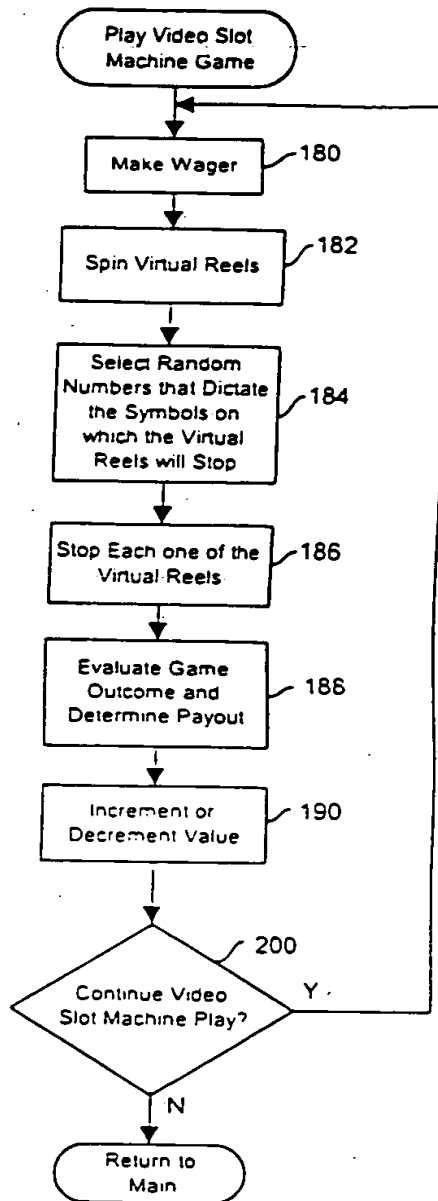 Play Video Slot
Machine Game
Make Wager
180
Spin Virtual Reels
182
Select Random
Numbers that Dictate
the Symbols on
which the Virtual
Reels will Stop
184
Stop Each one of the
Virtual Reels
186
Evaluate Game
Outcome and
Determine Payout
188
Increment or
Decrement Value
190
200
Continue Video
Slot Machine Play?
Y
N
Return to
Main